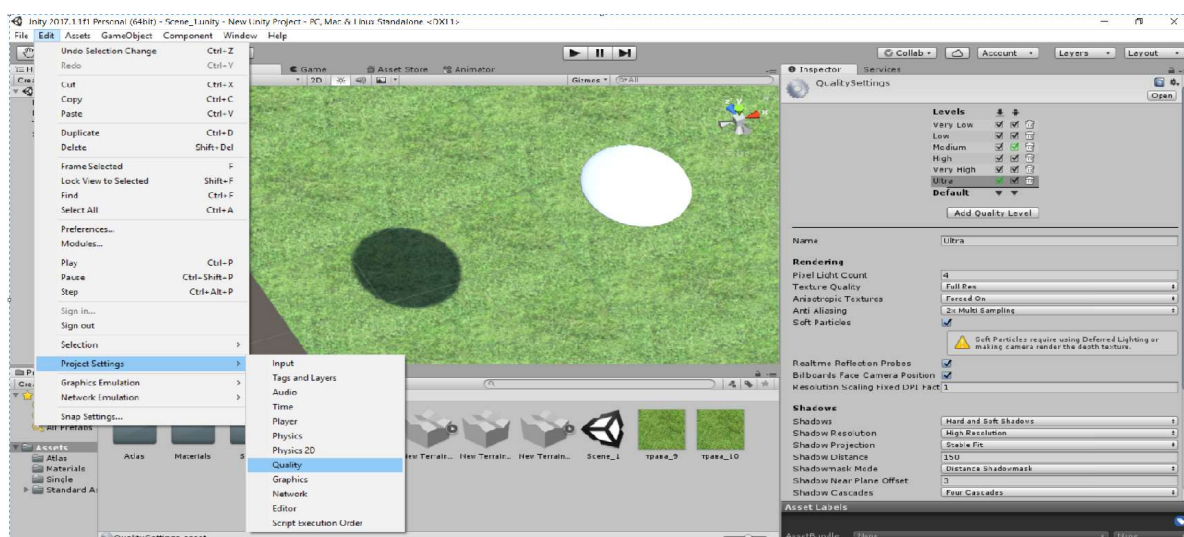 Unity 2017.1.1f1 Personal (64bit) - Scene_1.unity - New Unity Project - PC, Mac & Linux Standalone <DX11>
File Edit Assets GameObject Component Window Help
Collab Account Layers Layout
Undo Selection Change Ctrl+Z
Redo Ctrl+Y
Cut Ctrl+X
Copy Ctrl+C
Paste Ctrl+V
Duplicate Ctrl+D
Delete Shift+Del
Frame Selected F
Lock View to Selected Shift+F
Find Ctrl+F
Select All Ctrl+A
Preferences...
Modules...
Play Ctrl+P
Pause Ctrl+Shift+P
Step Ctrl+Alt+P
Sign in...
Sign out
Selection
Project Settings
Graphics Emulation
Network Emulation
Snap Settings...
Input
Tags and Layers
Audio
Time
Player
Physics
Physics 2D
Quality
Graphics
Network
Editor
Script Execution Order
Game Asset Store Animator
2D Gizmos
All Prefabs
Assets
Atlas
Materials
Single
Standard
Atlas Materials New Terrain... New Terrain... New Terrain... Scene_1 трава_9 трава_10
QualitySettings.asset
Inspector Services
QualitySettings
Open
Levels
Very Low
Low
Medium
High
Very High
Ultra
Default
Add Quality Level
Name Ultra
Rendering
Pixel Light Count 4
Texture Quality Full Res
Anisotropic Textures Forced On
Anti Aliasing 2x Multi Sampling
Soft Particles
Soft Particles require using Deferred Lighting or
making camera render the depth texture.
Realtime Reflection Probes
Billboards Face Camera Position
Resolution Scaling Fixed DPI Fact 1
Shadows
Shadows Hard and Soft Shadows
Shadow Resolution High Resolution
Shadow Projection Stable Fit
Shadow Distance 150
Shadowmask Mode Distance Shadowmask
Shadow Near Plane Offset 3
Shadow Cascades Four Cascades
Asset Labels
AssetBundle None None